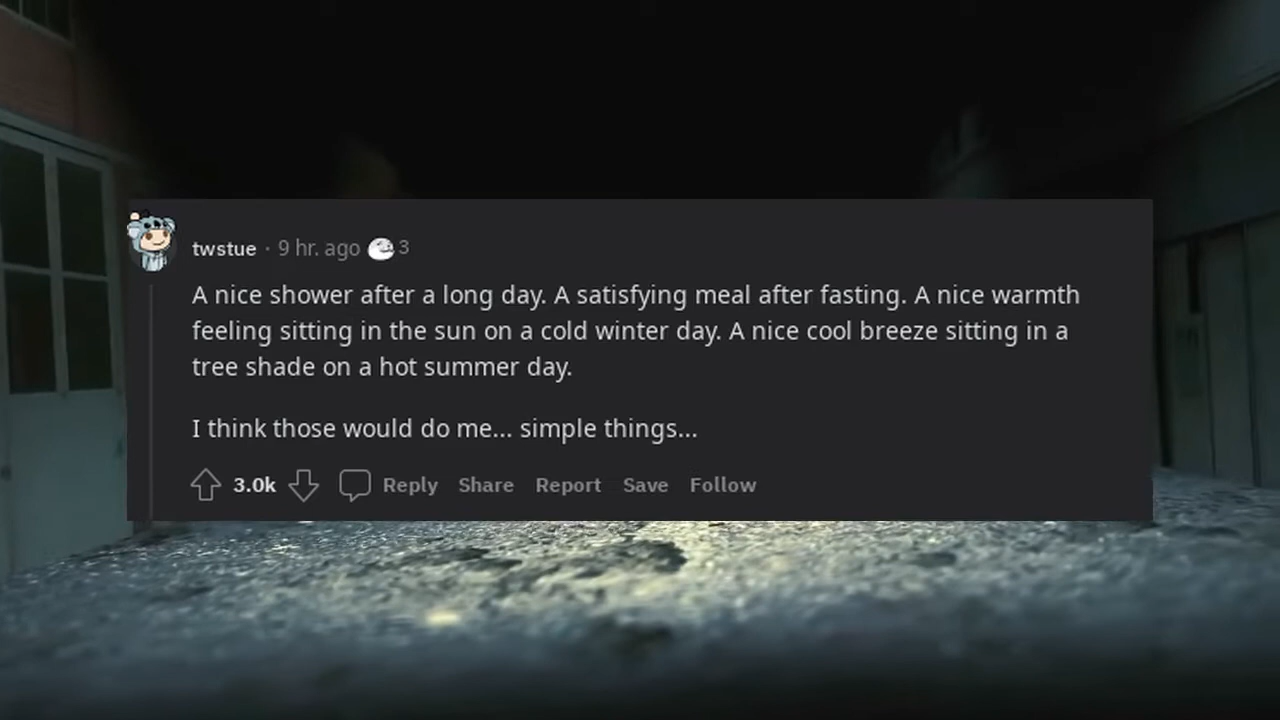 twstue · 9 hr. ago 3
A nice shower after a long day. A satisfying meal after fasting. A nice warmth
feeling sitting in the sun on a cold winter day. A nice cool breeze sitting in a
tree shade on a hot summer day.
I think those would do me... simple things...
3.0k Reply Share Report Save Follow